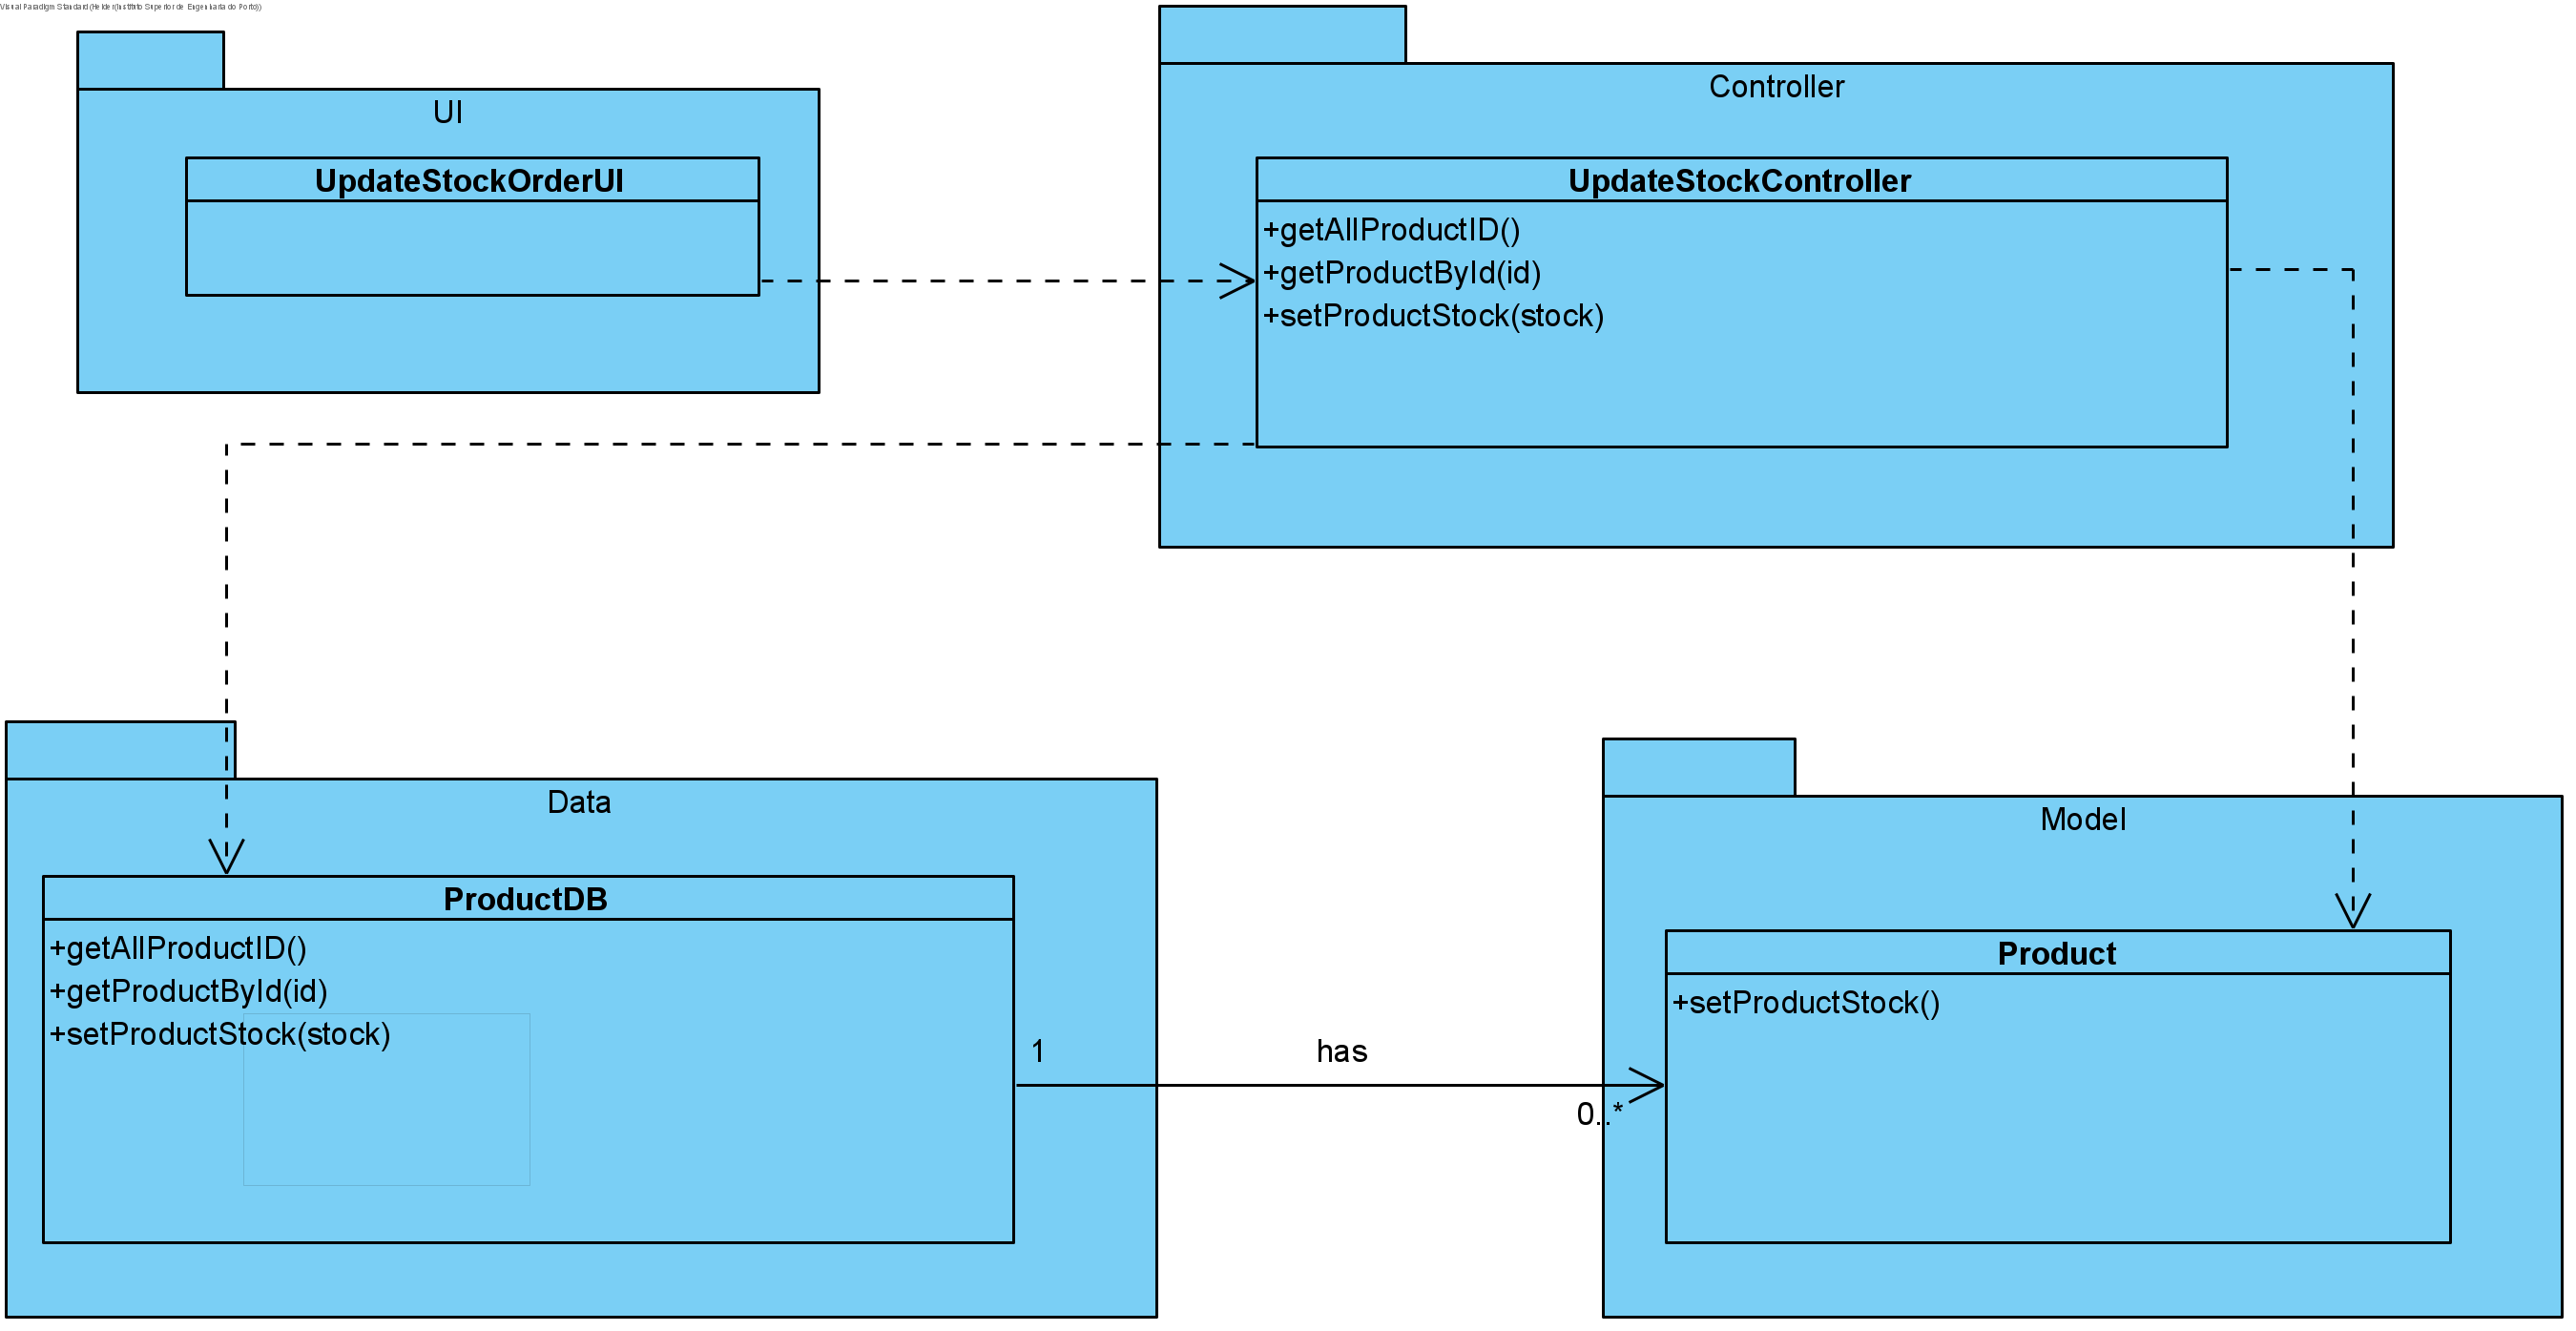 Visual Paradigm Standard (Helder(Instituto Superior de Engenharia do Porto))
UI
UpdateStockOrderUI
Controller
UpdateStockController
+getAllProductID()
+getProductById(id)
+setProductStock(stock)
Data
ProductDB
+getAllProductID()
+getProductById(id)
+setProductStock(stock)
1
has
0..*
Model
Product
+setProductStock()